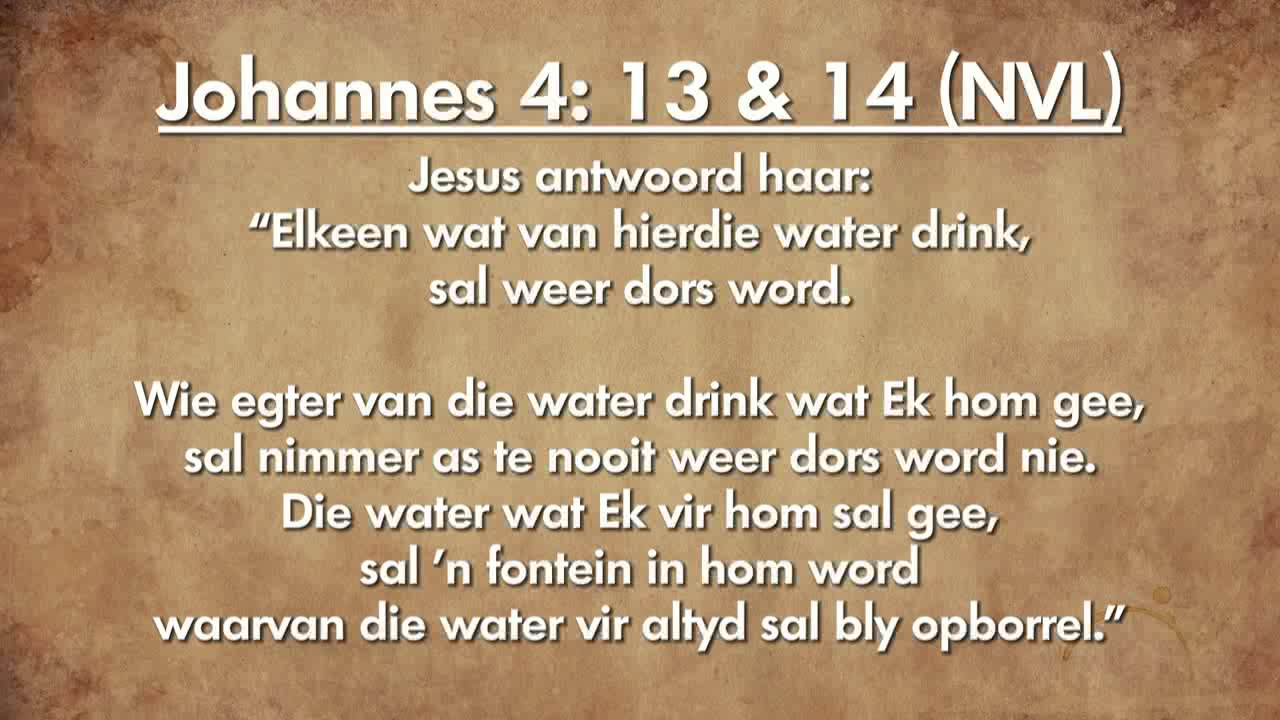 Johannes 4: 13 & 14 (NVL)
Jesus antwoord haar:
“Elkeen wat van hierdie water drink,
sal weer dors word.
Wie egter van die water drink wat Ek hom gee,
sal nimmer as te nooit weer dors word nie.
Die water wat Ek vir hom sal gee,
sal ’n fontein in hom word
waarvan die water vir altyd sal bly opborrel.”